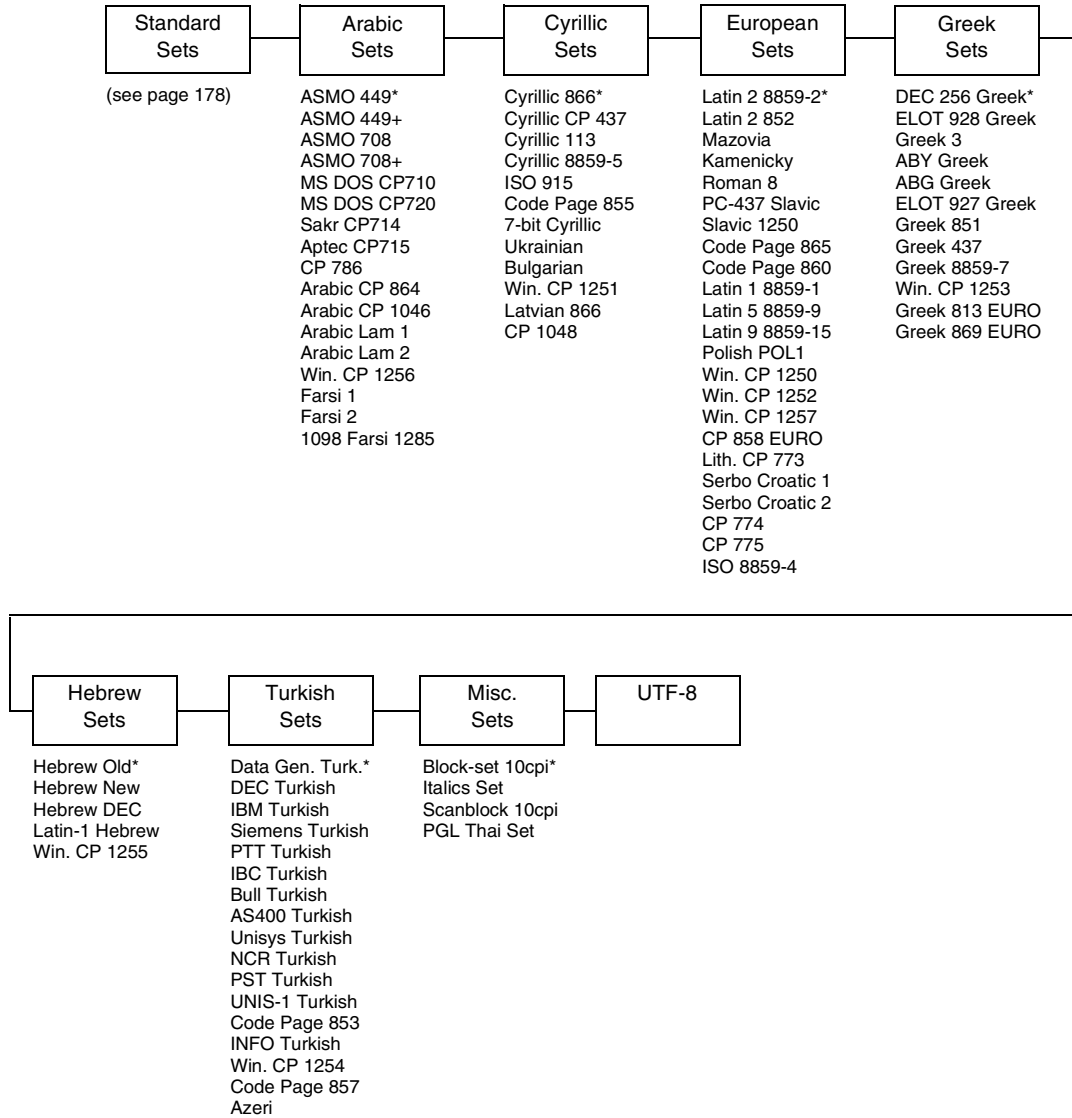 Standard
Sets
(see page 178)
Arabic
Sets
ASMO 449*
ASMO 449+
ASMO 708
ASMO 708+
MS DOS CP710
MS DOS CP720
Sakr CP714
Aptec CP715
CP 786
Arabic CP 864
Arabic CP 1046
Arabic Lam 1
Arabic Lam 2
Win. CP 1256
Farsi 1
Farsi 2
1098 Farsi 1285
Cyrillic
Sets
Cyrillic 866*
Cyrillic CP 437
Cyrillic 113
Cyrillic 8859-5
ISO 915
Code Page 855
7-bit Cyrillic
Ukrainian
Bulgarian
Win. CP 1251
Latvian 866
CP 1048
European
Sets
Latin 2 8859-2*
Latin 2 852
Mazovia
Kamenicky
Roman 8
PC-437 Slavic
Slavic 1250
Code Page 865
Code Page 860
Latin 1 8859-1
Latin 5 8859-9
Latin 9 8859-15
Polish POL1
Win. CP 1250
Win. CP 1252
Win. CP 1257
CP 858 EURO
Lith. CP 773
Serbo Croatic 1
Serbo Croatic 2
CP 774
CP 775
ISO 8859-4
Greek
Sets
DEC 256 Greek*
ELOT 928 Greek
Greek 3
ABY Greek
ABG Greek
ELOT 927 Greek
Greek 851
Greek 437
Greek 8859-7
Win. CP 1253
Greek 813 EURO
Greek 869 EURO
Hebrew
Sets
Hebrew Old*
Hebrew New
Hebrew DEC
Latin-1 Hebrew
Win. CP 1255
Turkish
Sets
Data Gen. Turk.*
DEC Turkish
IBM Turkish
Siemens Turkish
PTT Turkish
IBC Turkish
Bull Turkish
AS400 Turkish
Unisys Turkish
NCR Turkish
PST Turkish
UNIS-1 Turkish
Code Page 853
INFO Turkish
Win. CP 1254
Code Page 857
Azeri
Misc.
Sets
Block-set 10cpi*
Italics Set
Scanblock 10cpi
PGL Thai Set
UTF-8